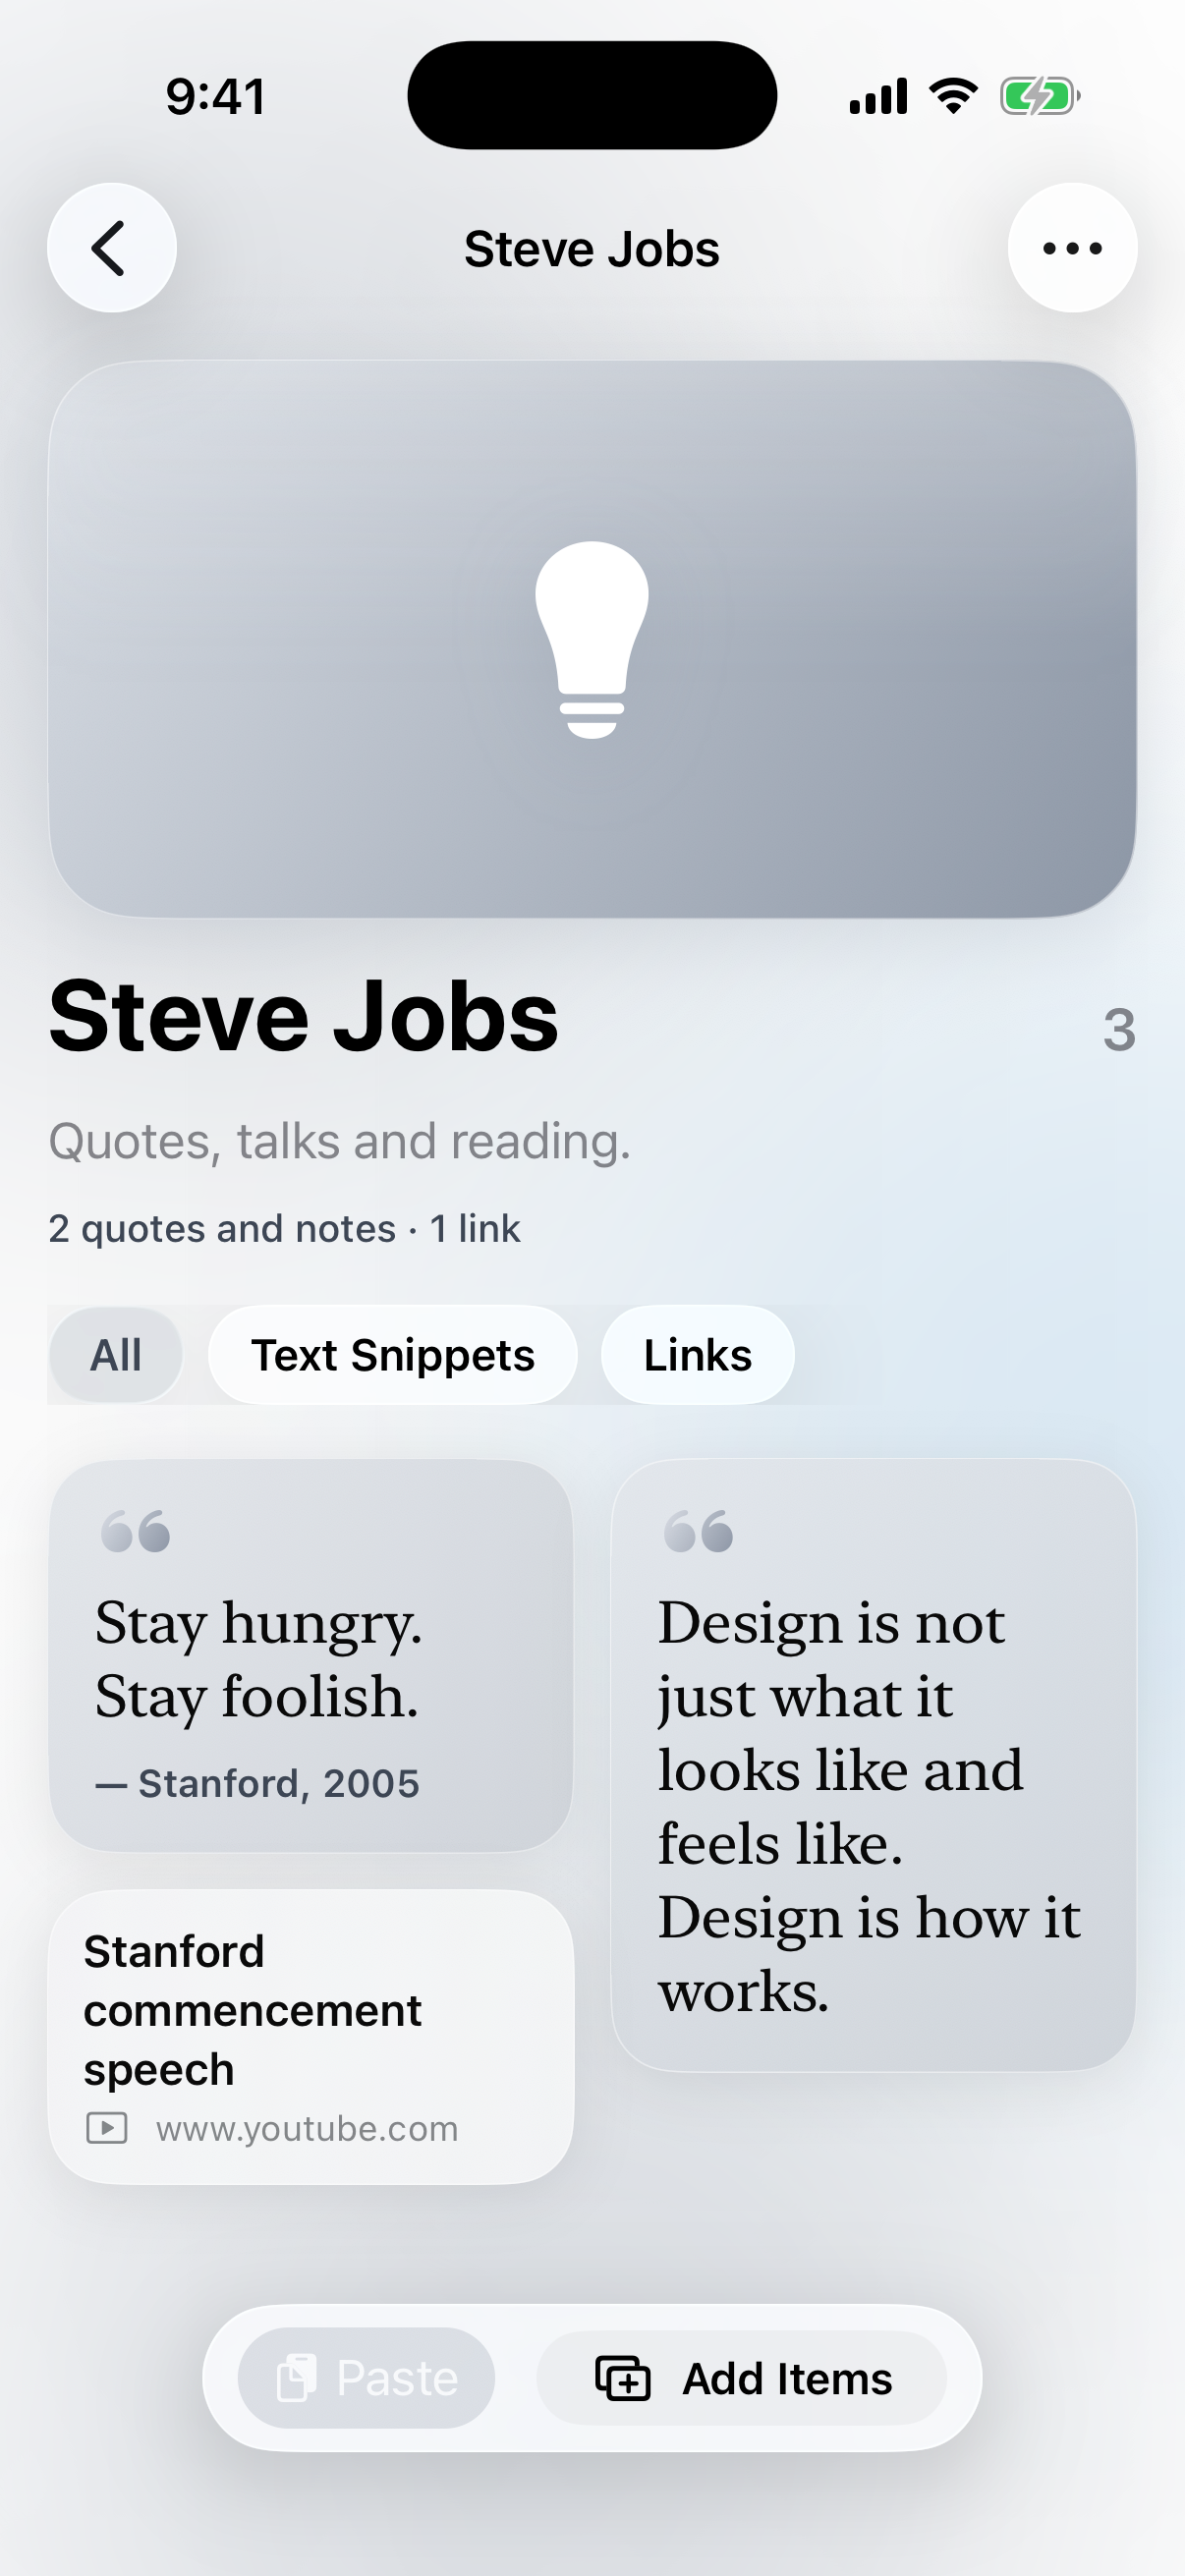 9:41
Steve Jobs
Steve Jobs
3
Quotes, talks and reading.
2 quotes and notes · 1 link
All
Text Snippets
Links
“
Stay hungry.
Stay foolish.
— Stanford, 2005
Stanford
commencement
speech
www.youtube.com
“
Design is not
just what it
looks like and
feels like.
Design is how it
works.
Paste
Add Items